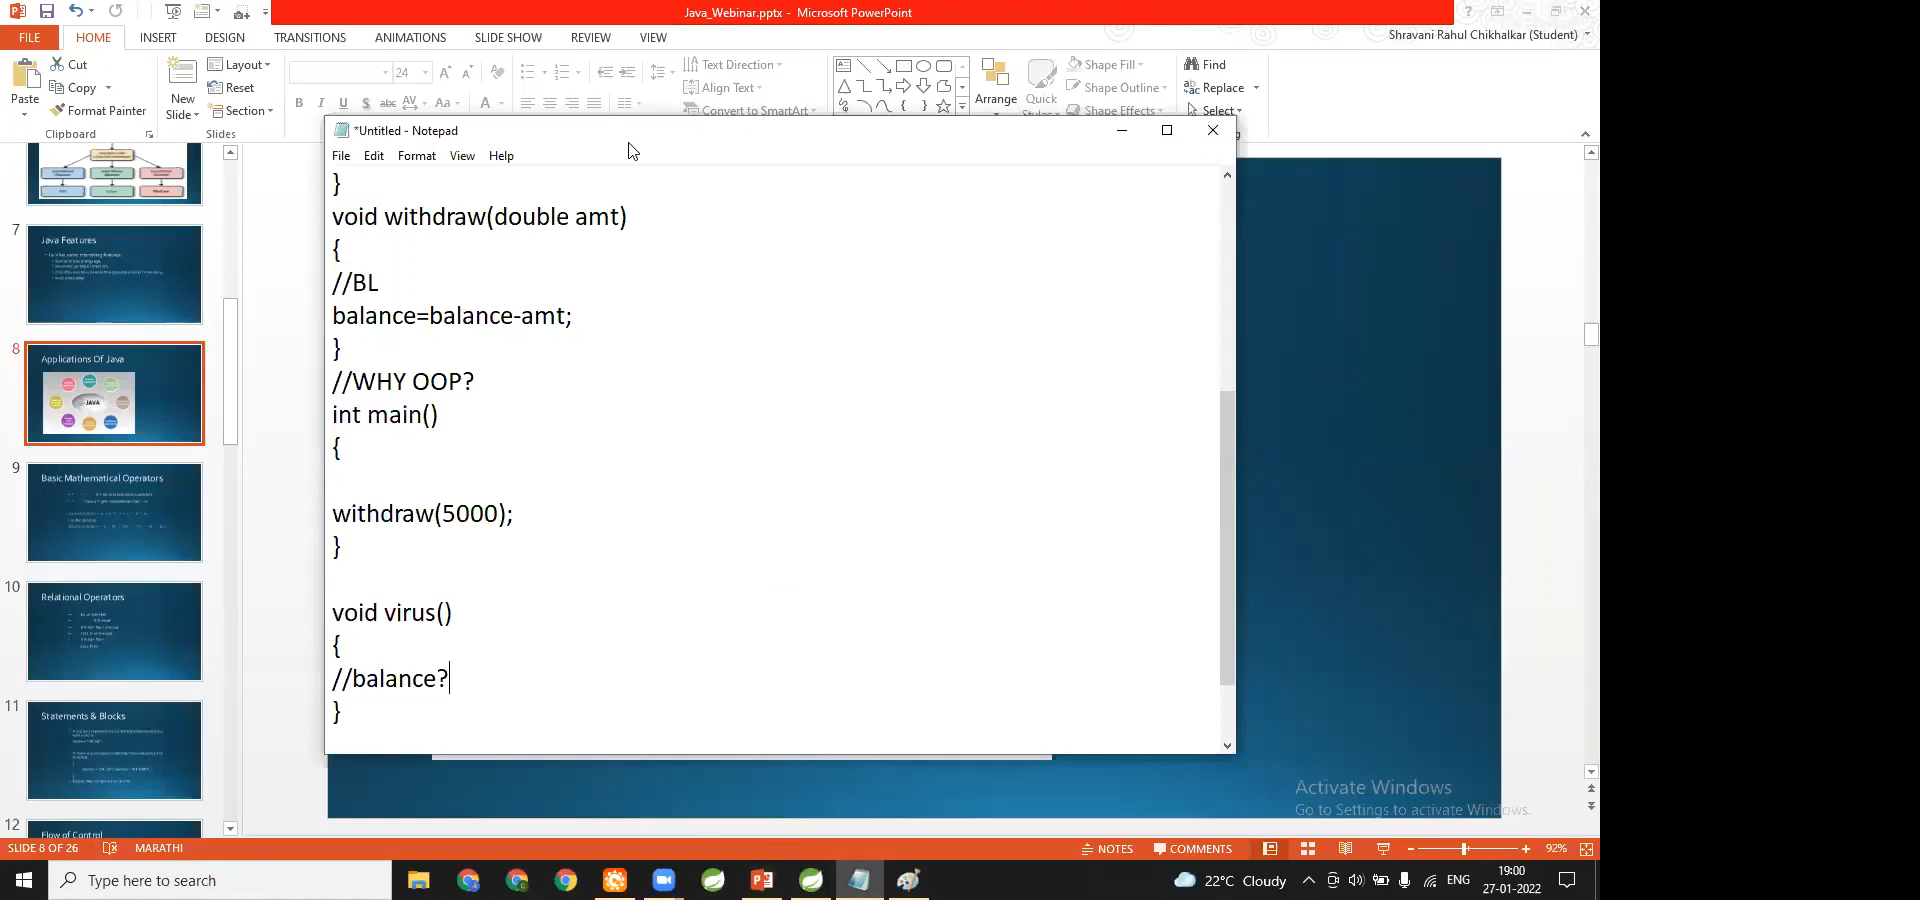 Java_Webinar.pptx - Microsoft PowerPoint
FILE HOME INSERT DESIGN TRANSITIONS ANIMATIONS SLIDE SHOW REVIEW VIEW
Shravani Rahul Chikhalkar (Student)
Cut
Copy
Format Painter
Paste
Clipboard
New
Slide
Layout
Reset
Section
Slides
24
Text Direction
Align Text
Convert to SmartArt
Arrange
Quick
Styles
Shape Fill
Shape Outline
Shape Effects
Find
Replace
Select
*Untitled - Notepad
File Edit Format View Help
}
void withdraw(double amt)
{
//BL
balance=balance-amt;
}
//WHY OOP?
int main()
{
withdraw(5000);
}
void virus()
{
//balance?
}
7
Java Features
8
Applications Of Java
JAVA
9
Basic Mathematical Operators
10
Relational Operators
11
Statements & Blocks
12
Flow of Control
Activate Windows
Go to Settings to activate Windows.
SLIDE 8 OF 26
MARATHI
NOTES
COMMENTS
92%
Type here to search
22°C Cloudy
ENG
19:00
27-01-2022